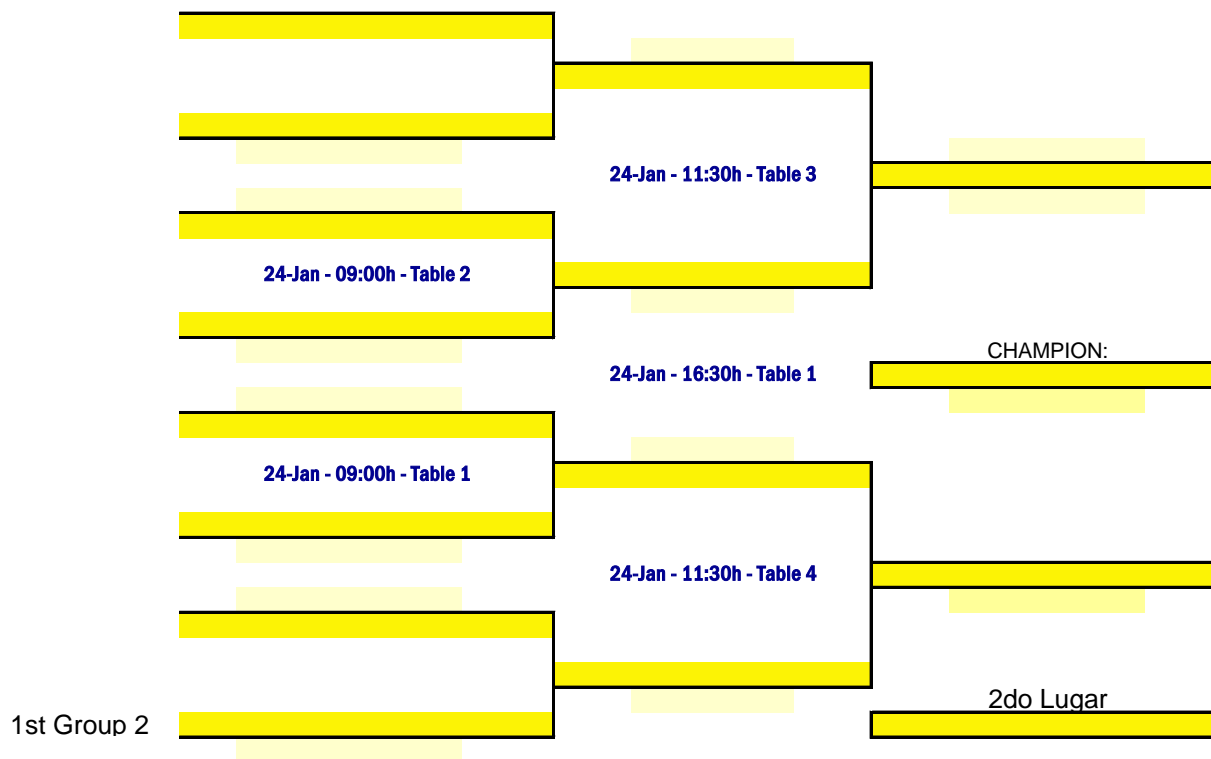 24-Jan - 11:30h - Table 3
24-Jan - 09:00h - Table 2
CHAMPION:
24-Jan - 16:30h - Table 1
24-Jan - 09:00h - Table 1
24-Jan - 11:30h - Table 4
2do Lugar
1st Group 2